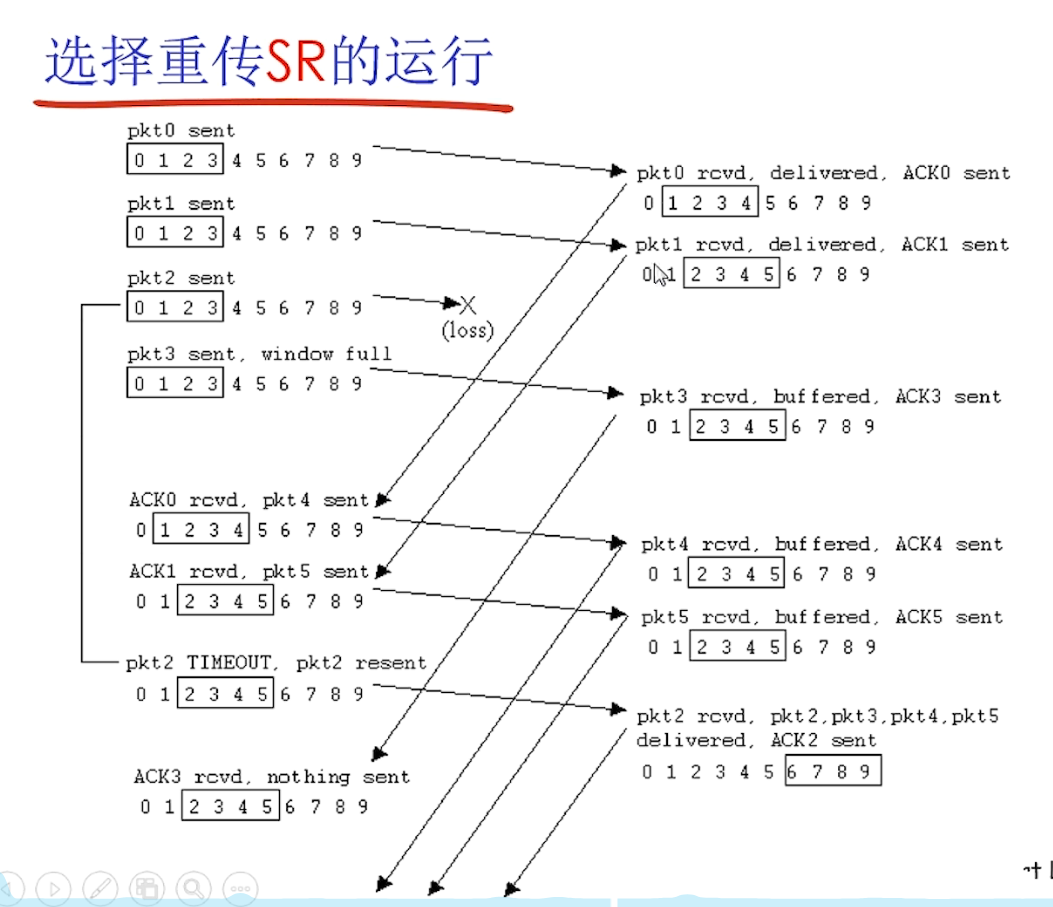 选择重传SR的运行
pkt0 sent
0 1 2 3 4 5 6 7 8 9
pkt1 sent
0 1 2 3 4 5 6 7 8 9
pkt2 sent
0 1 2 3 4 5 6 7 8 9
X
(loss)
pkt3 sent, window full
0 1 2 3 4 5 6 7 8 9
ACK0 rcvd, pkt4 sent
0 1 2 3 4 5 6 7 8 9
ACK1 rcvd, pkt5 sent
0 1 2 3 4 5 6 7 8 9
pkt2 TIMEOUT, pkt2 resent
0 1 2 3 4 5 6 7 8 9
ACK3 rcvd, nothing sent
0 1 2 3 4 5 6 7 8 9
pkt0 rcvd, delivered, ACK0 sent
0 1 2 3 4 5 6 7 8 9
pkt1 rcvd, delivered, ACK1 sent
0 1 2 3 4 5 6 7 8 9
pkt3 rcvd, buffered, ACK3 sent
0 1 2 3 4 5 6 7 8 9
pkt4 rcvd, buffered, ACK4 sent
0 1 2 3 4 5 6 7 8 9
pkt5 rcvd, buffered, ACK5 sent
0 1 2 3 4 5 6 7 8 9
pkt2 rcvd, pkt2,pkt3,pkt4,pkt5
delivered, ACK2 sent
0 1 2 3 4 5 6 7 8 9